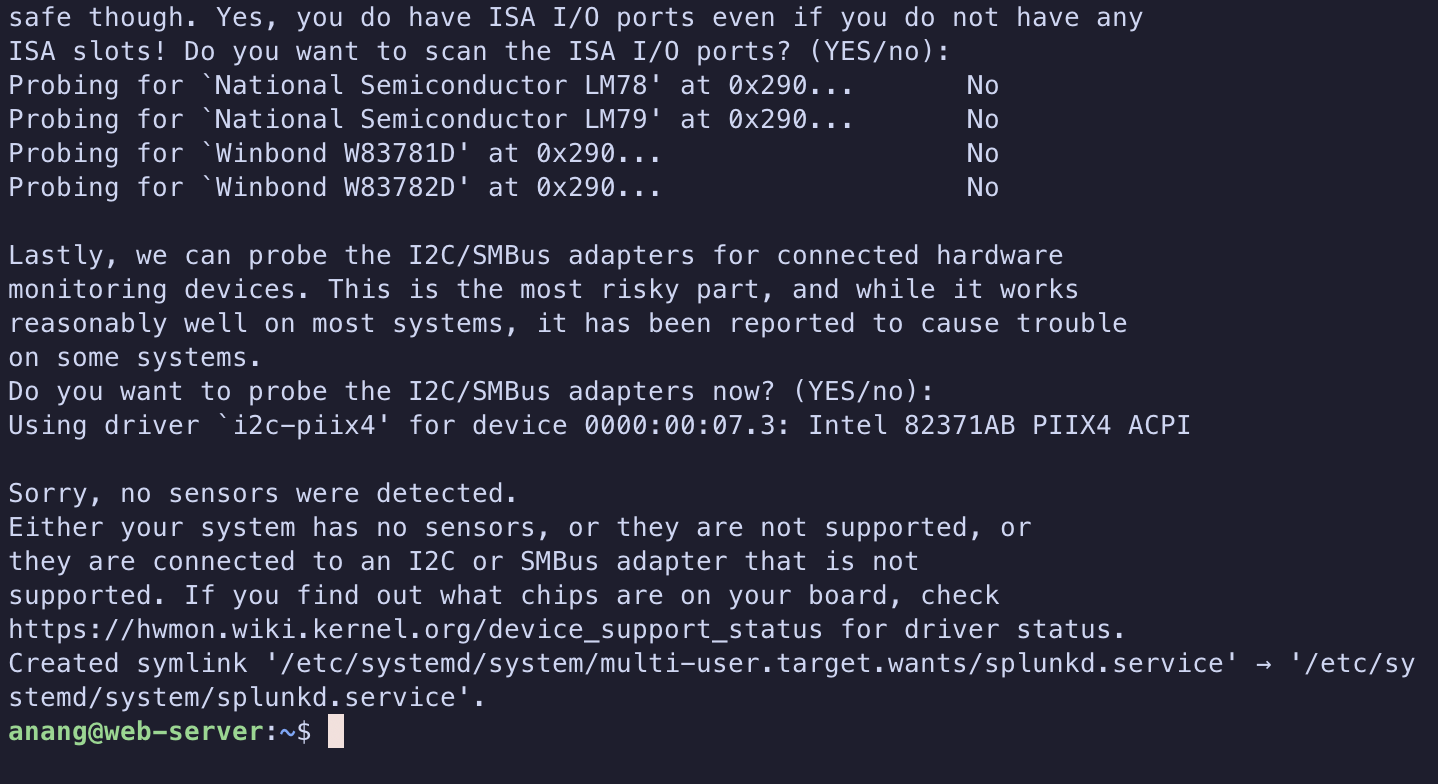 safe though. Yes, you do have ISA I/O ports even if you do not have any
ISA slots! Do you want to scan the ISA I/O ports? (YES/no):
Probing for `National Semiconductor LM78' at 0x290...       No
Probing for `National Semiconductor LM79' at 0x290...       No
Probing for `Winbond W83781D' at 0x290...                   No
Probing for `Winbond W83782D' at 0x290...                   No

Lastly, we can probe the I2C/SMBus adapters for connected hardware
monitoring devices. This is the most risky part, and while it works
reasonably well on most systems, it has been reported to cause trouble
on some systems.
Do you want to probe the I2C/SMBus adapters now? (YES/no):
Using driver `i2c-piix4' for device 0000:00:07.3: Intel 82371AB PIIX4 ACPI

Sorry, no sensors were detected.
Either your system has no sensors, or they are not supported, or
they are connected to an I2C or SMBus adapter that is not
supported. If you find out what chips are on your board, check
https://hwmon.wiki.kernel.org/device_support_status for driver status.
Created symlink '/etc/systemd/system/multi-user.target.wants/splunkd.service' → '/etc/sy
stemd/system/splunkd.service'.
anang@web-server:~$